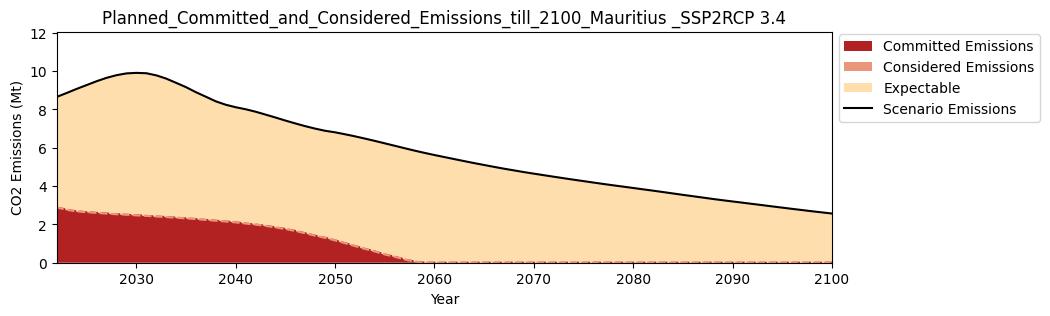 Planned_Committed_and_Considered_Emissions_till_2100_Mauritius _SSP2RCP 3.4
12
10
8
6
4
2
0
CO2 Emissions (Mt)
2030
2040
2050
2060
2070
2080
2090
2100
Year
Committed Emissions
Considered Emissions
Expectable
Scenario Emissions